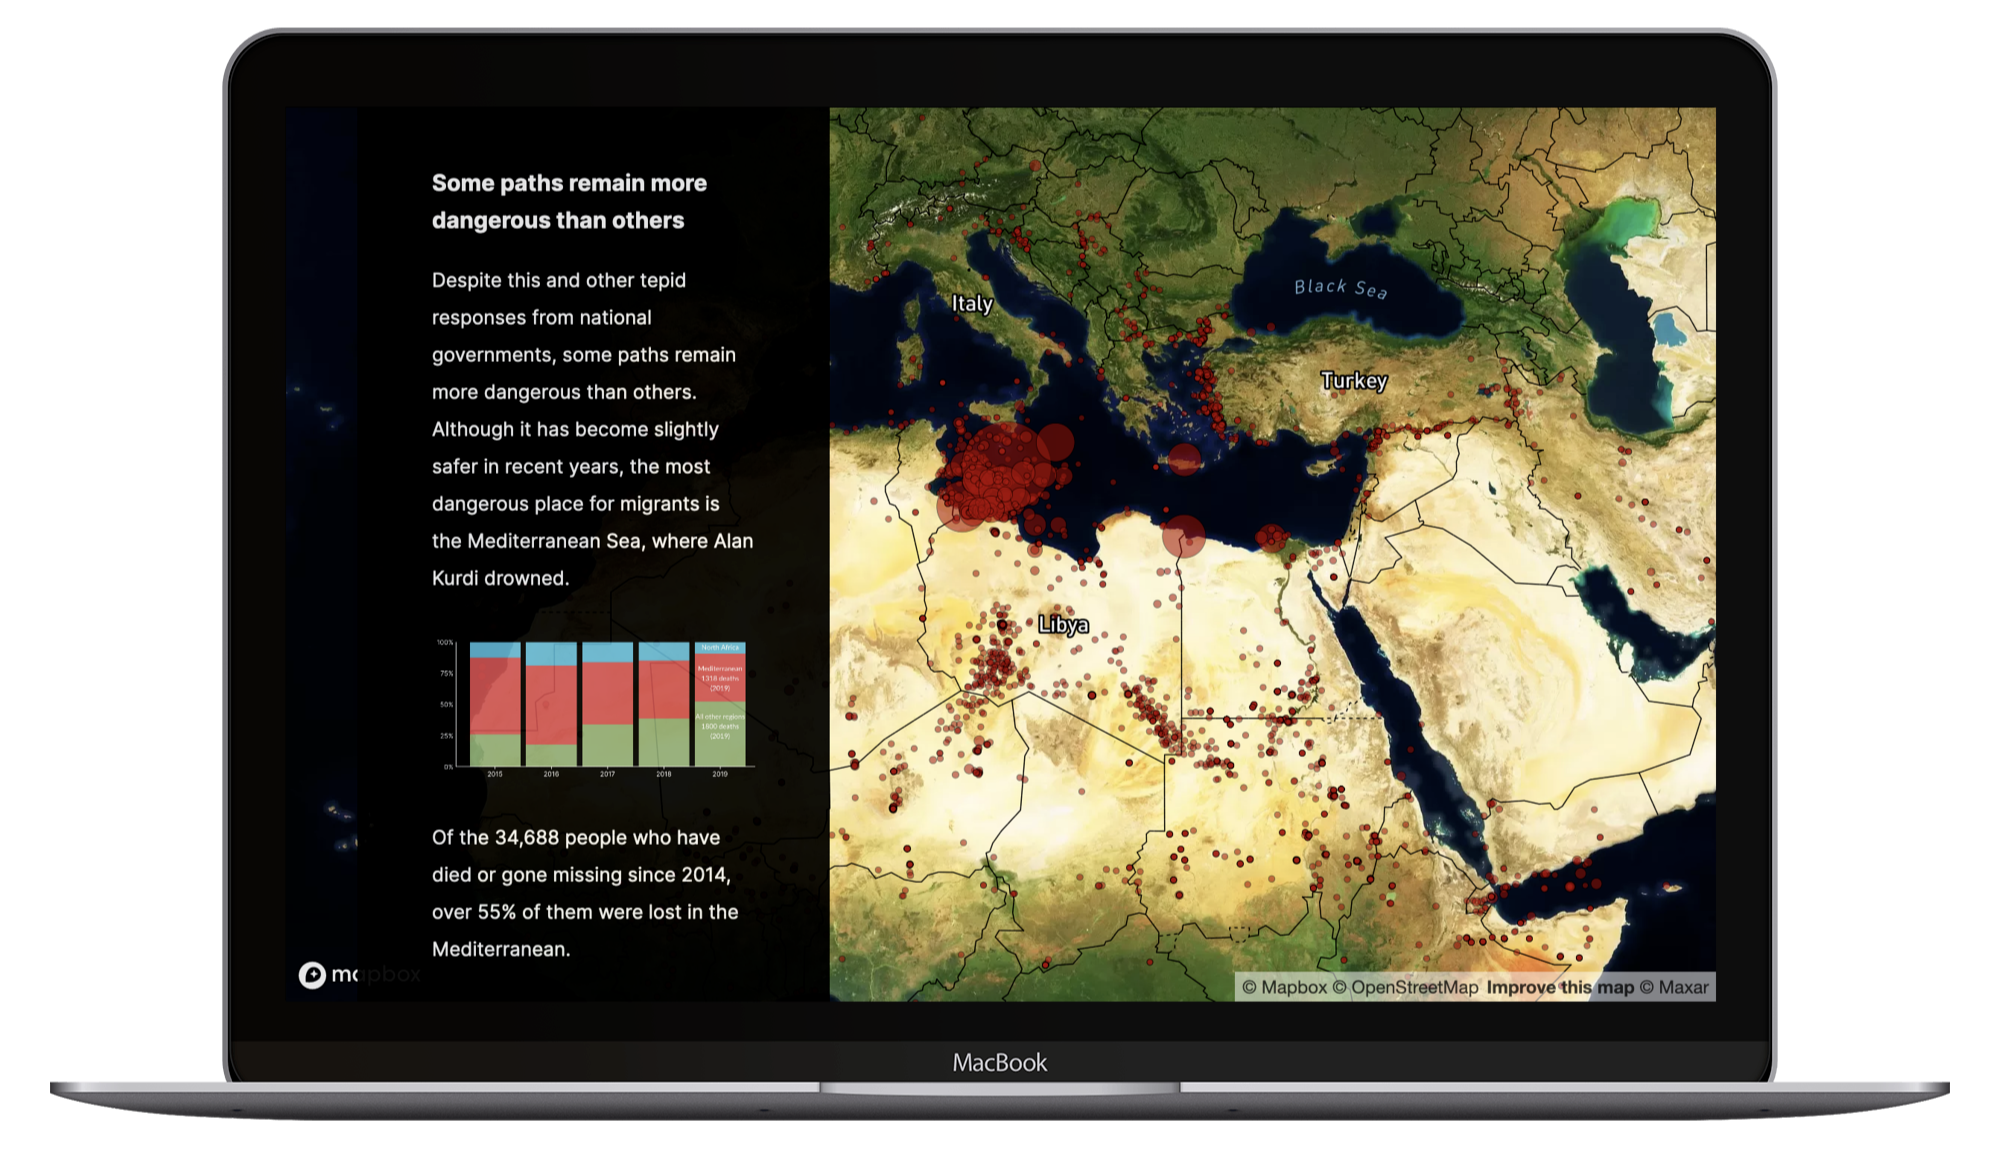 Some paths remain more
dangerous than others
Despite this and other tepid
responses from national
governments, some paths remain
more dangerous than others.
Although it has become slightly
safer in recent years, the most
dangerous place for migrants is
the Mediterranean Sea, where Alan
Kurdi drowned.
100%
75%
50%
25%
0%
North Africa
Mediterranean
1318 deaths
(2019)
All other regions
1800 deaths
(2019)
2015 2016 2017 2018 2019
Of the 34,688 people who have
died or gone missing since 2014,
over 55% of them were lost in the
Mediterranean.
mapbox
Italy
Black Sea
Turkey
Libya
© Mapbox © OpenStreetMap Improve this map © Maxar
MacBook